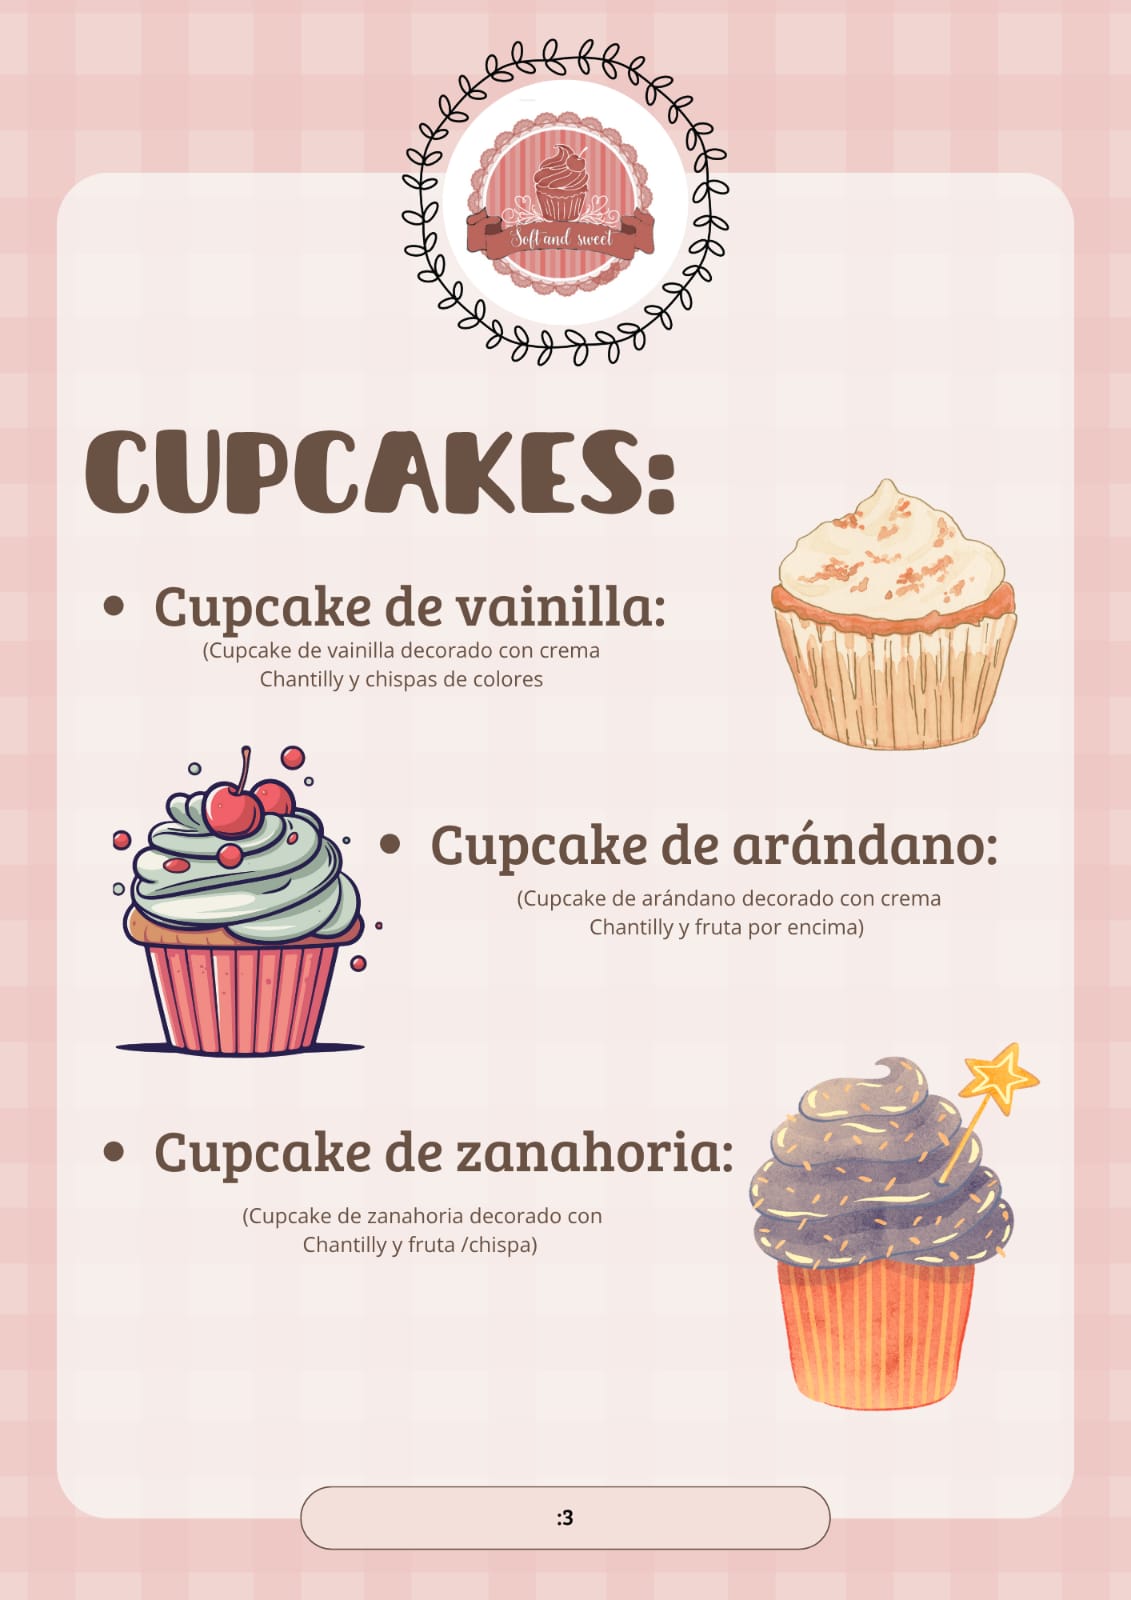 Soft and sweet
CUPCAKES:
• Cupcake de vainilla:
(Cupcake de vainilla decorado con crema
Chantilly y chispas de colores
• Cupcake de arándano:
(Cupcake de arándano decorado con crema
Chantilly y fruta por encima)
• Cupcake de zanahoria:
(Cupcake de zanahoria decorado con
Chantilly y fruta /chispa)
:3